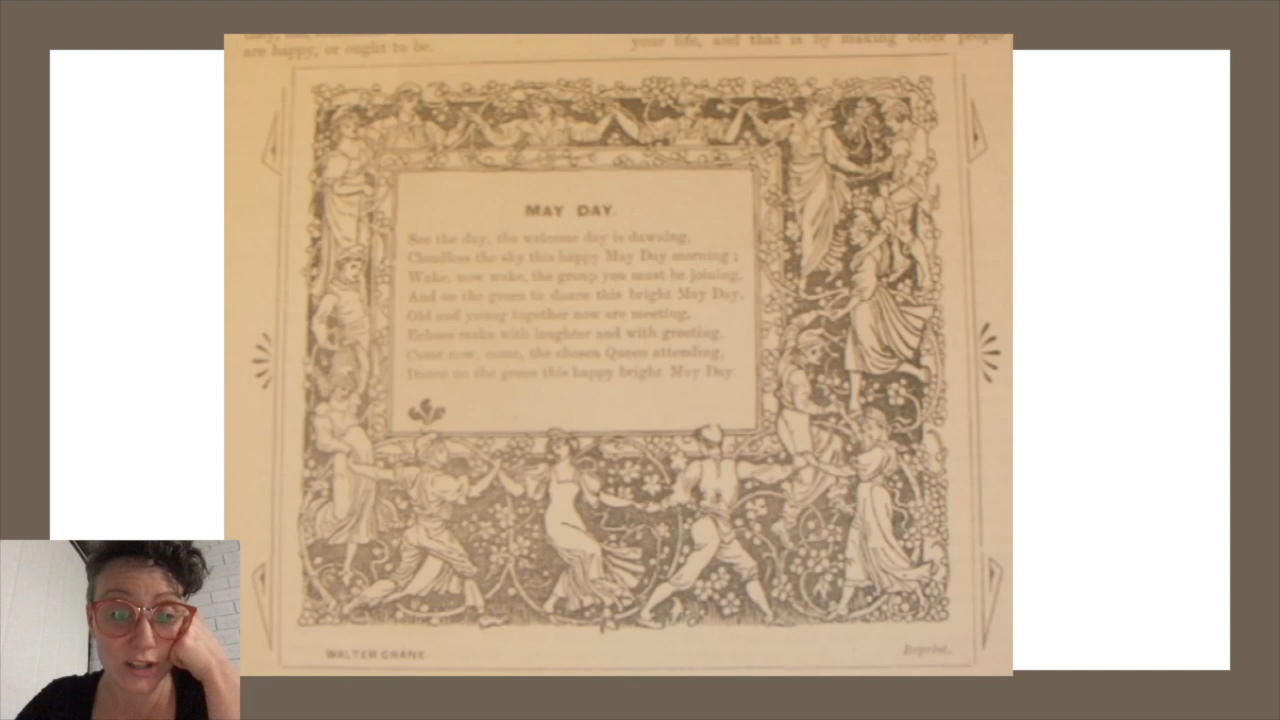 are happy, or ought to be.
your life, and that is by making other people
MAY DAY.
See the day, the welcome day is dawning,
Cloudless the sky this happy May Day morning;
Wake, now wake, the group you must be joining,
And on the green to dance this bright May Day,
Old and young together now are meeting,
Echoes wake with laughter and with greeting.
Come now, come, the chosen Queen attending,
Dance on the green this happy bright May Day
WALTER CRANE.
Reprint.